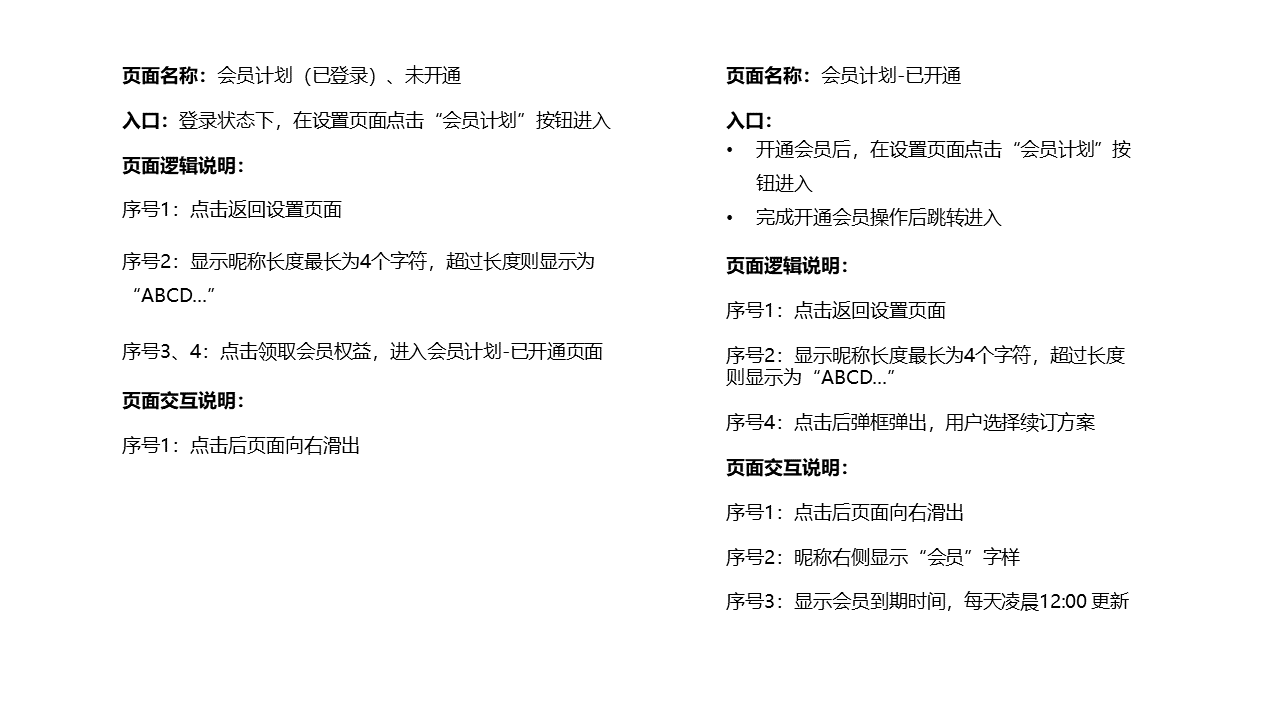 页面名称：会员计划（已登录）、未开通
入口：登录状态下，在设置页面点击“会员计划”按钮进入
页面逻辑说明：
序号1：点击返回设置页面
序号2：显示昵称长度最长为4个字符，超过长度则显示为
“ABCD...”
序号3、4：点击领取会员权益，进入会员计划-已开通页面
页面交互说明：
序号1：点击后页面向右滑出
页面名称：会员计划-已开通
入口：
• 开通会员后，在设置页面点击“会员计划”按
钮进入
• 完成开通会员操作后跳转进入
页面逻辑说明：
序号1：点击返回设置页面
序号2：显示昵称长度最长为4个字符，超过长度
则显示为“ABCD...”
序号4：点击后弹框弹出，用户选择续订方案
页面交互说明：
序号1：点击后页面向右滑出
序号2：昵称右侧显示“会员”字样
序号3：显示会员到期时间，每天凌晨12:00 更新